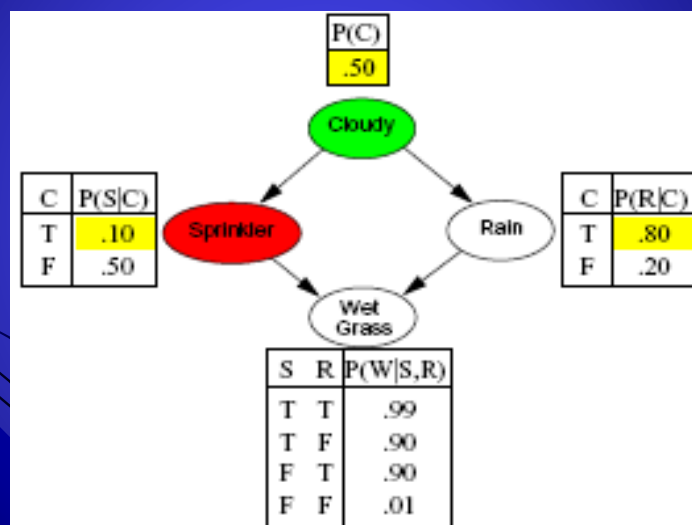 P(C)
.50
Cloudy
C P(S|C)
T .10
F .50
Sprinkler
Rain
C P(R|C)
T .80
F .20
Wet
Grass
S R P(W|S,R)
T T .99
T F .90
F T .90
F F .01